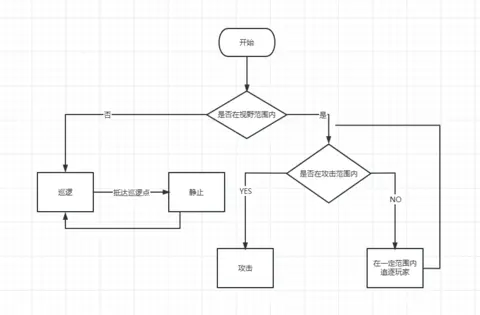 开始
是否在视野范围内
否
是
巡逻
抵达巡逻点
静止
是否在攻击范围内
YES
NO
攻击
在一定范围内
追逐玩家